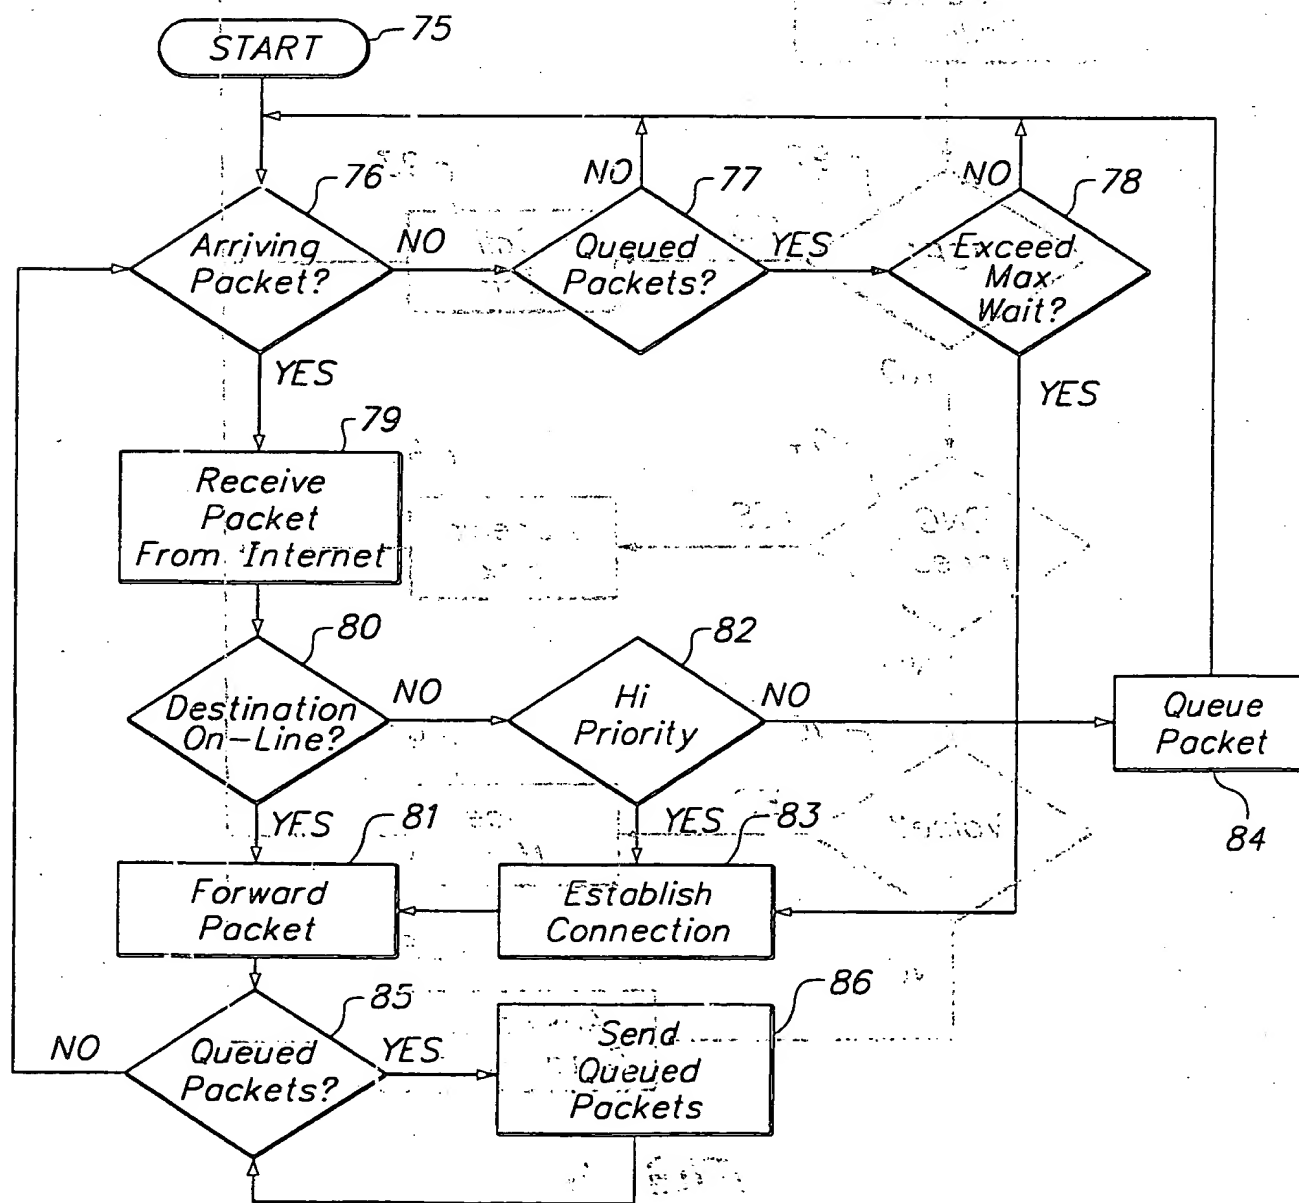 START
75
76
77
78
NO
NO
Arriving
Packet?
NO
Queued
Packets?
YES
Exceed
Max
Wait?
YES
YES
79
Receive
Packet
From Internet
80
82
Destination
On-Line?
NO
Hi
Priority
NO
Queue
Packet
84
YES
81
YES
83
Forward
Packet
Establish
Connection
85
86
NO
Queued
Packets?
YES
Send
Queued
Packets